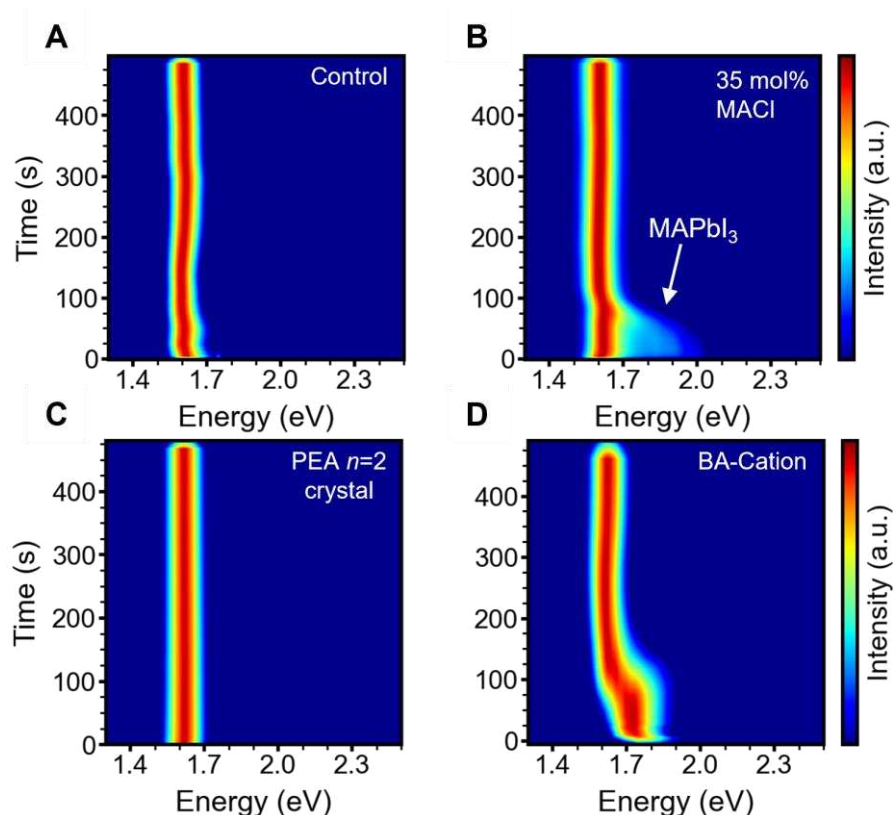 A
B
Control
35 mol%
MACl
MAPbI₃
Time (s)
400
300
200
100
0
400
300
200
100
0
Intensity (a.u.)
1.4
1.7
2.0
2.3
1.4
1.7
2.0
2.3
Energy (eV)
Energy (eV)
C
D
PEA n=2
crystal
BA-Cation
Time (s)
400
300
200
100
0
400
300
200
100
0
Intensity (a.u.)
1.4
1.7
2.0
2.3
1.4
1.7
2.0
2.3
Energy (eV)
Energy (eV)